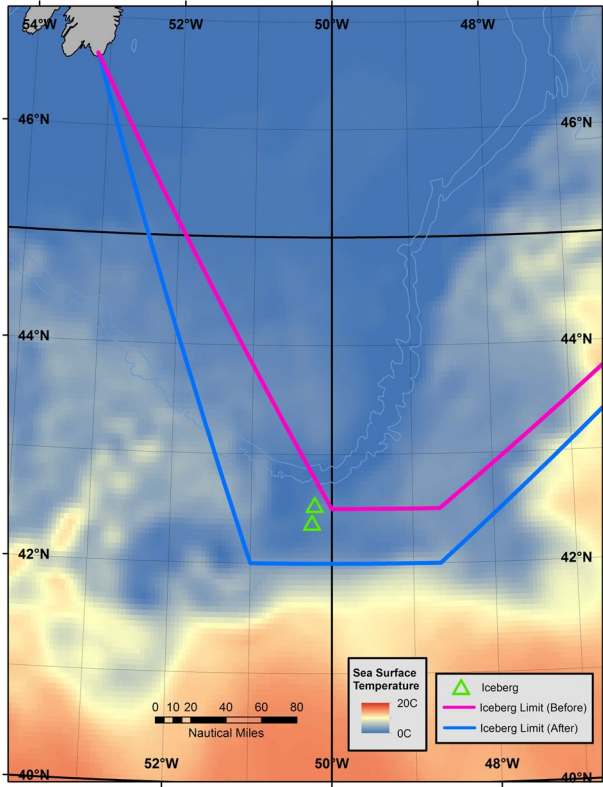 54°W
52°W
50°W
48°W
46°N
46°N
44°N
44°N
42°N
42°N
Sea Surface
Temperature
20C
0C
Iceberg
Iceberg Limit (Before)
Iceberg Limit (After)
0 10 20 40 60 80
Nautical Miles
52°W
50°W
48°W
40°N
40°N